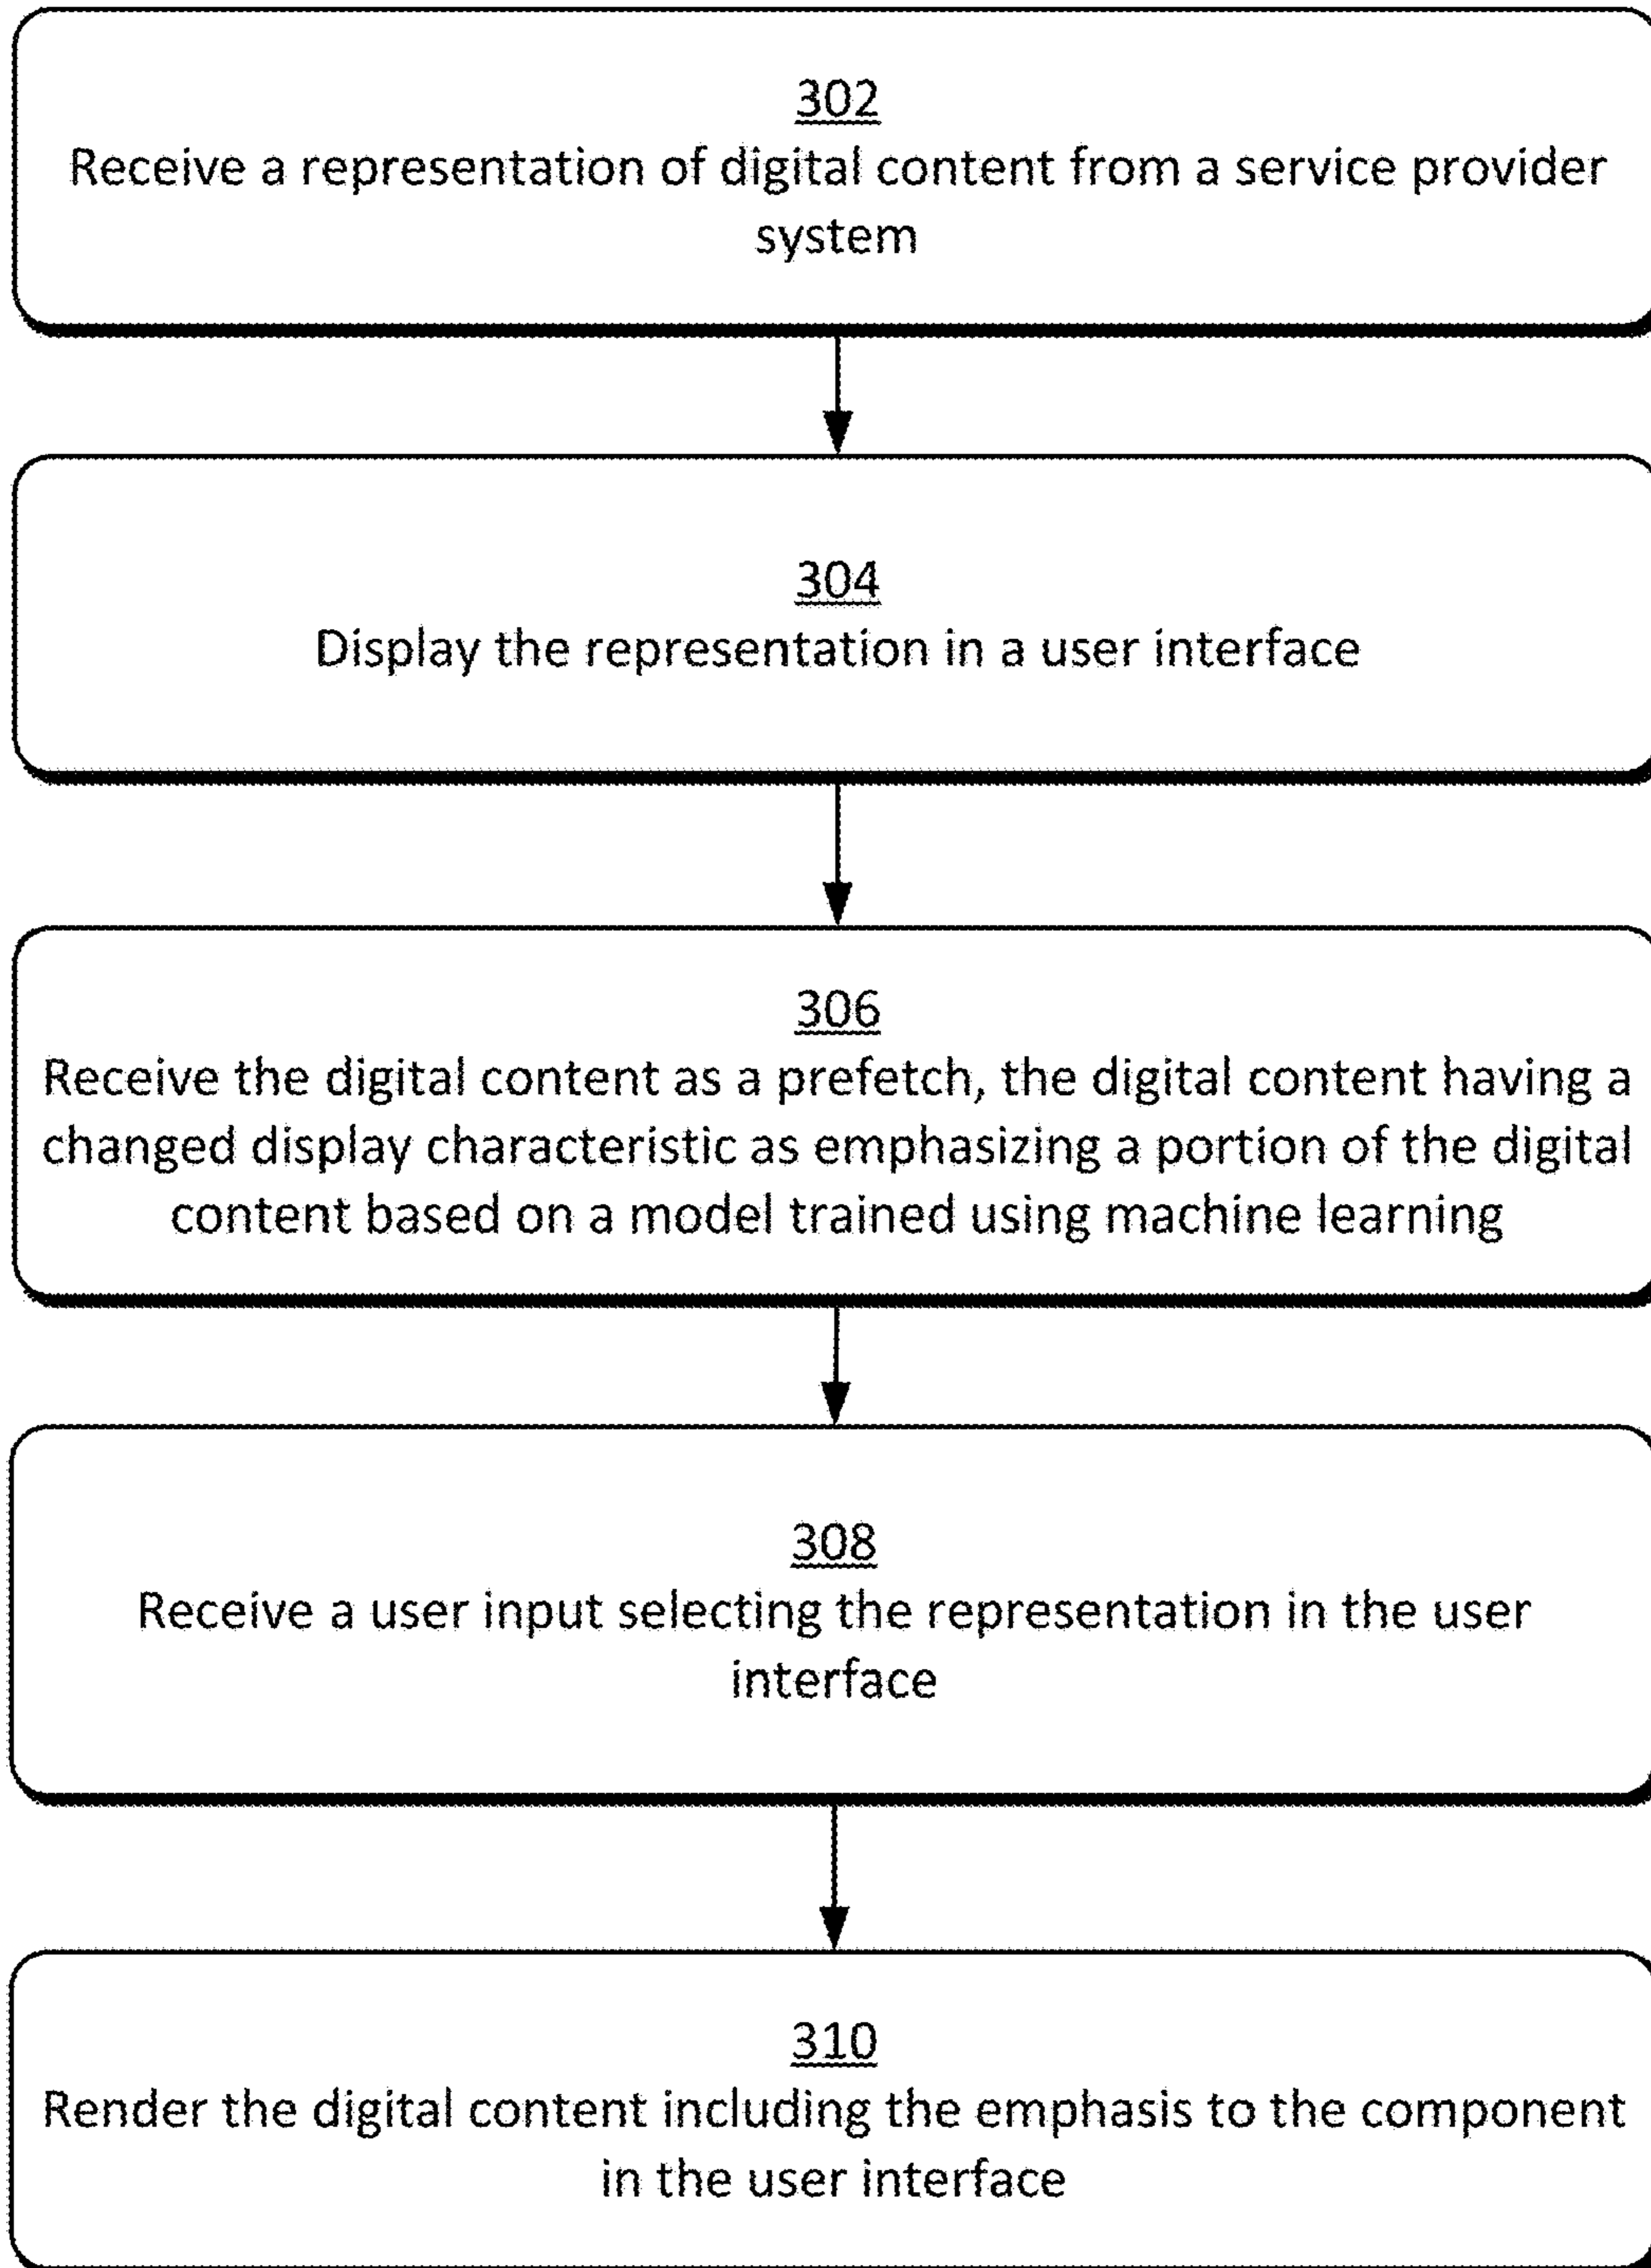 302
Receive a representation of digital content from a service provider
system
304
Display the representation in a user interface
306
Receive the digital content as a prefetch, the digital content having a
changed display characteristic as emphasizing a portion of the digital
content based on a model trained using machine learning
308
Receive a user input selecting the representation in the user
interface
310
Render the digital content including the emphasis to the component
in the user interface